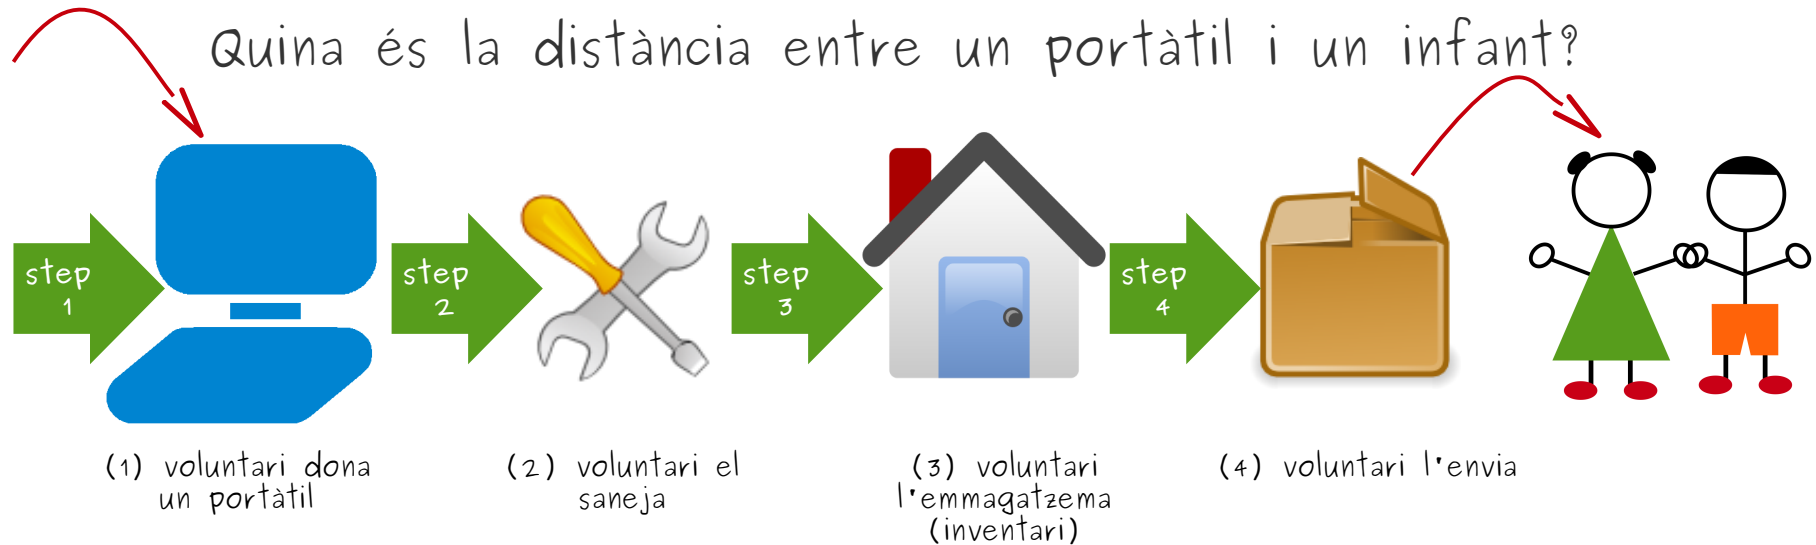 Quina és la distància entre un portàtil i un infant?
step
1
step
2
step
3
step
4
(1) voluntari dona
un portàtil
(2) voluntari el
saneja
(3) voluntari
l'emmagatzema
(inventari)
(4) voluntari l'envia